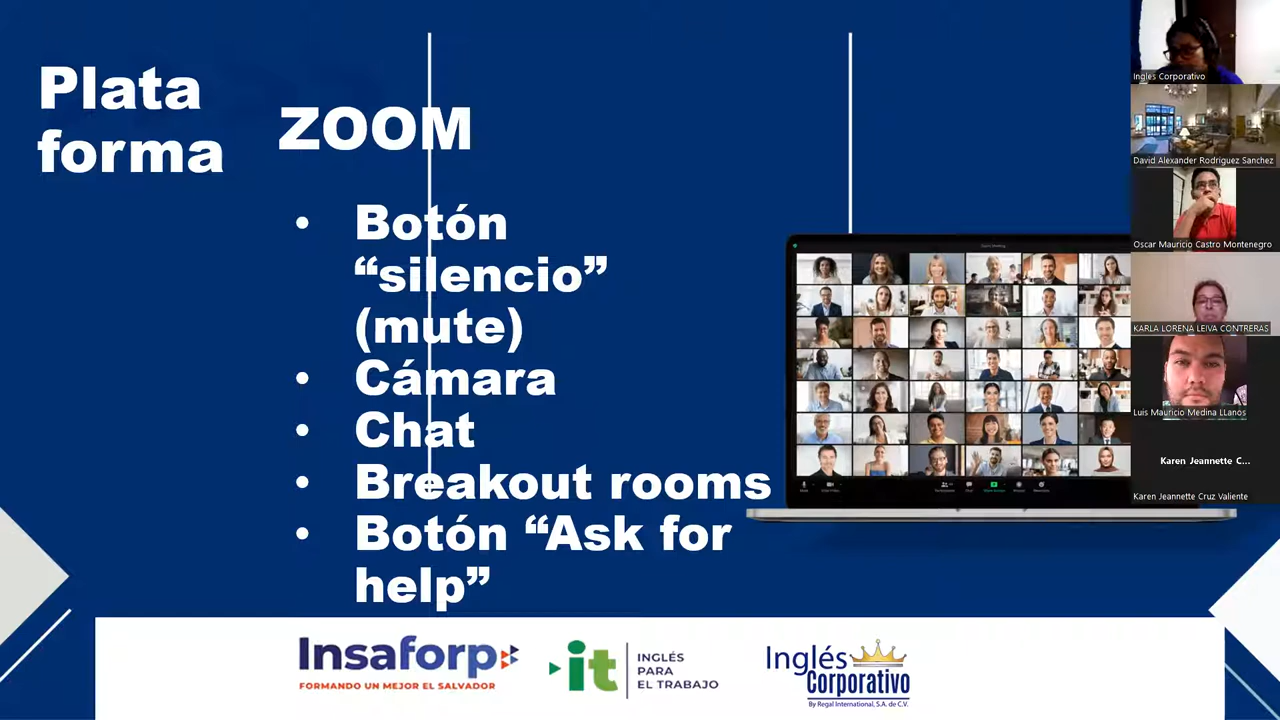 Plata
forma
ZOOM
• Botón
“silencio”
(mute)
• Cámara
• Chat
• Breakout rooms
• Botón “Ask for
help”
Insaforp
FORMANDO UN MEJOR EL SALVADOR
it
INGLÉS
PARA
EL TRABAJO
Inglés
Corporativo
By Regal International, S.A. de C.V.
Ingles Corporativo
David Alexander Rodriguez Sanchez
Oscar Mauricio Castro Montenegro
KARLA LORENA LEIVA CONTRERAS
Luis Mauricio Medina LLanos
Karen Jeannette C...
Karen Jeannette Cruz Valiente